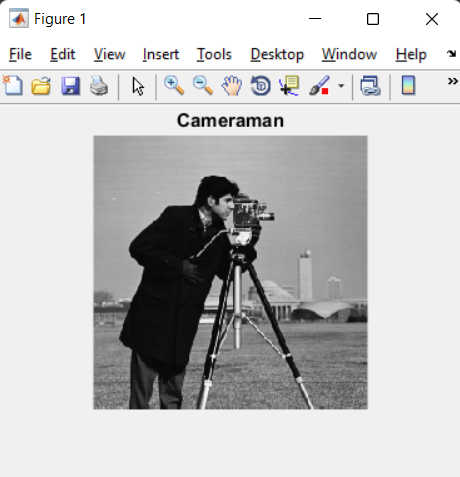 Figure 1
File Edit View Insert Tools Desktop Window Help
Cameraman